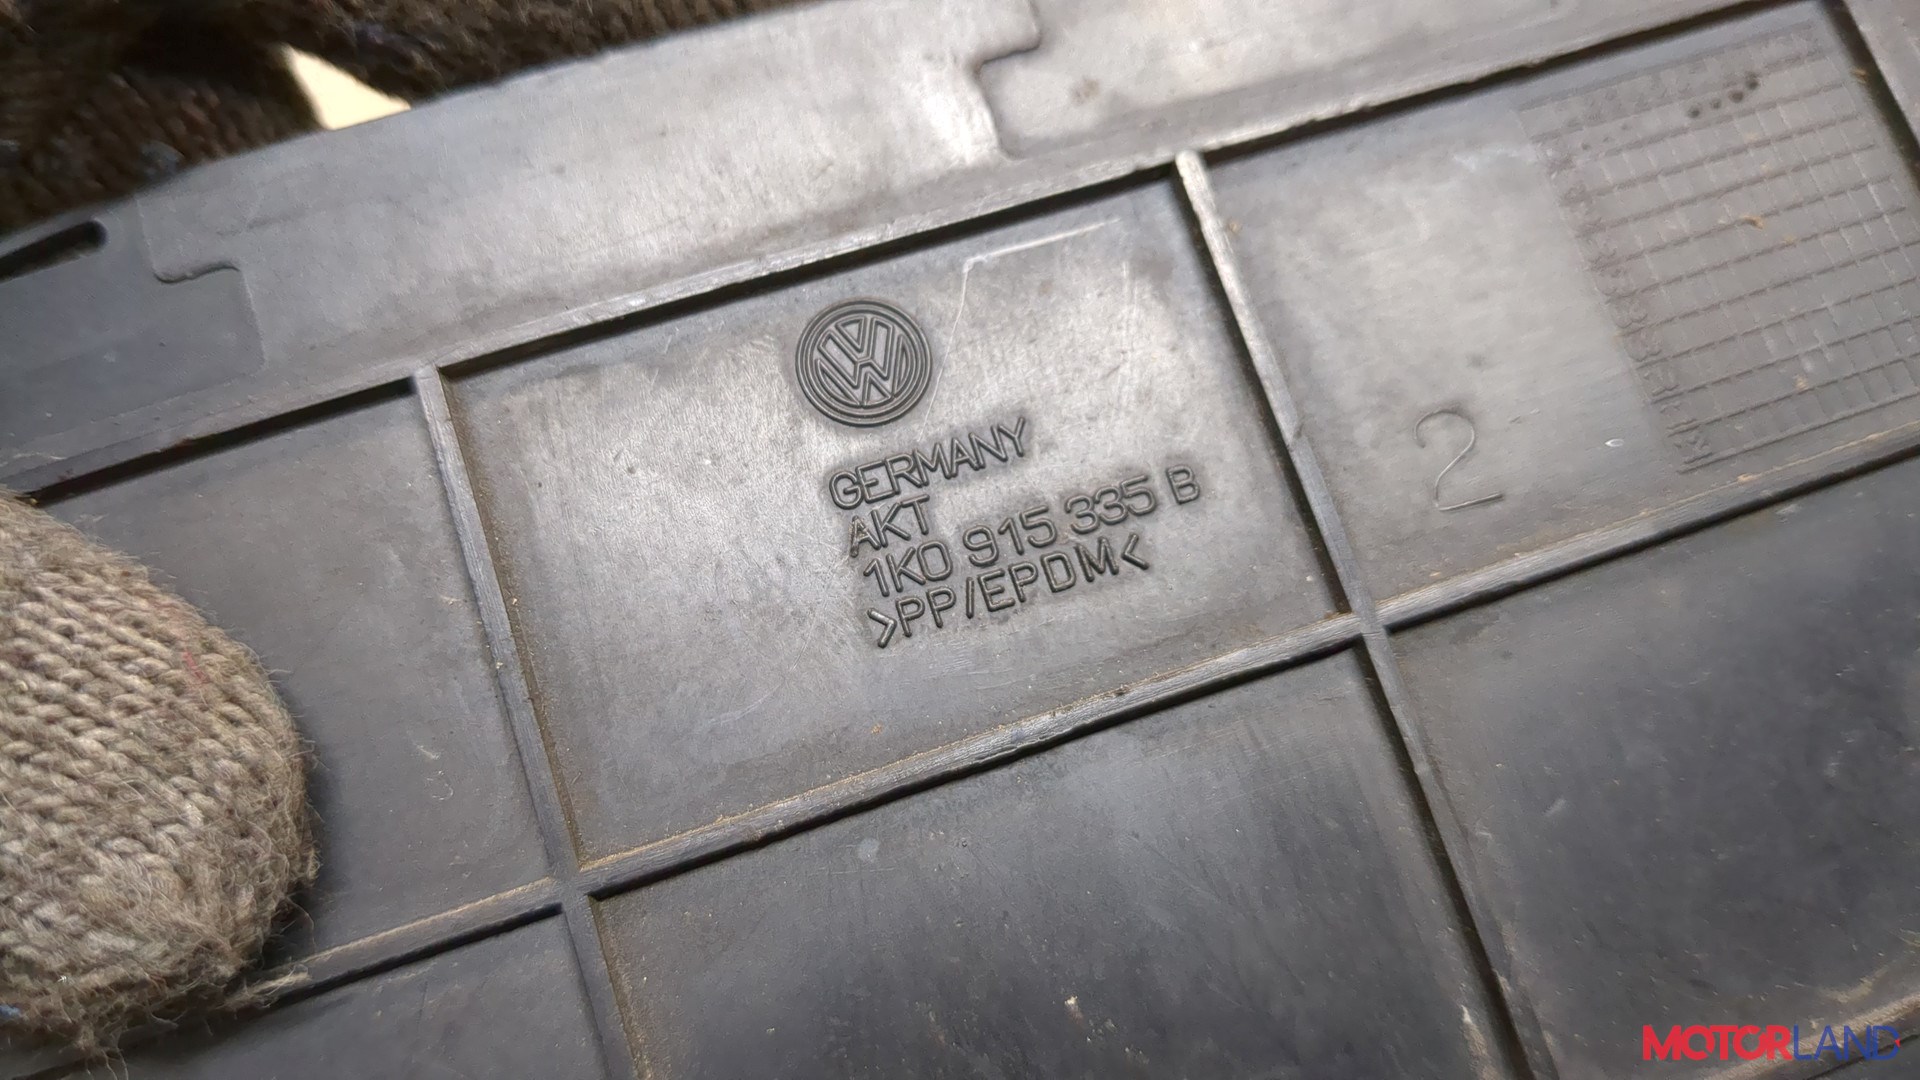 GERMANY
AKT
1K0 915 335 B
>PP/EPDM<
2
MOTORLAND